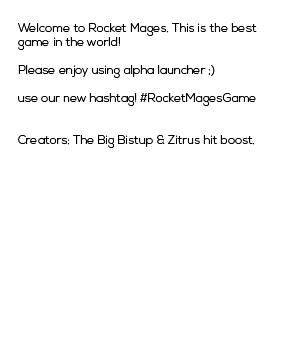 Welcome to Rocket Mages. This is the best
game in the world!
Please enjoy using alpha launcher ;)
use our new hashtag! #RocketMagesGame
Creators: The Big Bistup & Zitrus hit boost.